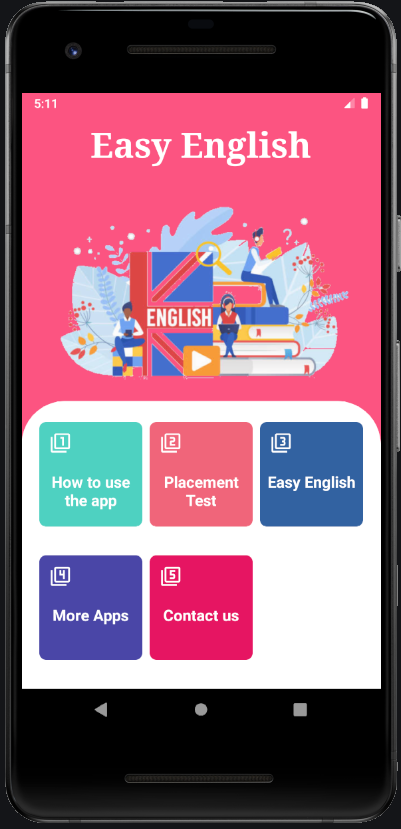 5:11
Easy English
ENGLISH
1
2
3
How to use
the app
Placement
Test
Easy English
4
5
More Apps
Contact us